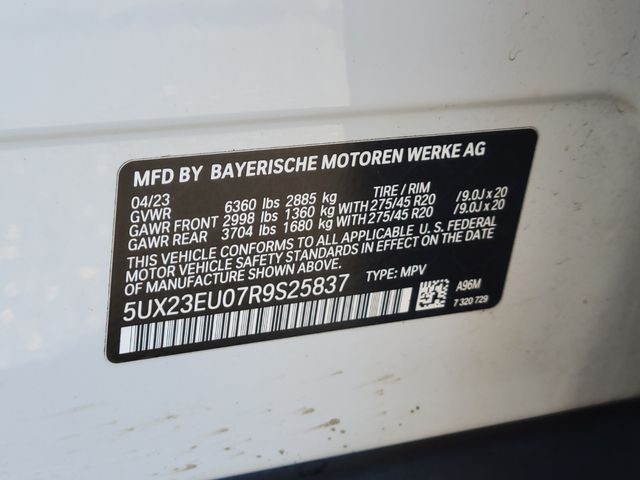 MFD BY BAYERISCHE MOTOREN WERKE AG
04/23 TIRE / RIM
GVWR 6360 lbs 2885 kg
GAWR FRONT 2998 lbs 1360 kg WITH 275/45 R20 /9.0J x 20
GAWR REAR 3704 lbs 1680 kg WITH 275/45 R20 /9.0J x 20
THIS VEHICLE CONFORMS TO ALL APPLICABLE U. S. FEDERAL
MOTOR VEHICLE SAFETY STANDARDS IN EFFECT ON THE DATE
OF MANUFACTURE SHOWN ABOVE.
5UX23EU07R9S25837 TYPE: MPV
A96M
7 320 729